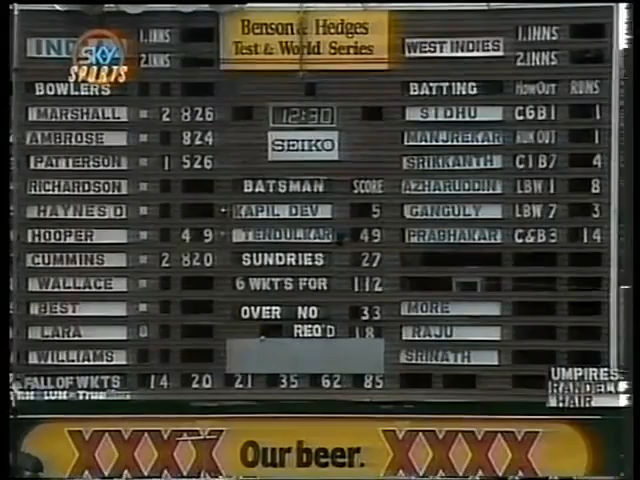 INDIA 1.INNS
2.INNS
SKY
SPORTS
Benson & Hedges
Test & World Series
WEST INDIES 1.INNS
2.INNS
BOWLERS
MARSHALL 2 826
AMBROSE 824
PATTERSON 1 526
RICHARDSON
HAYNES D
HOOPER 4 9
CUMMINS 2 820
WALLACE
BEST
LARA 0
WILLIAMS
12:30
SEIKO
BATSMAN SCORE
KAPIL DEV 5
TENDULKAR 49
SUNDRIES 27
6 WKT'S FOR 112
OVER NO 33
REQ'D 18
BATTING HowOut RUNS
SIDHU C6B1 1
MANJREKAR RUN OUT 1
SRIKKANTH C1B7 4
AZHARUDDIN LBW1 8
GANGULY LBW7 3
PRABHAKAR C&B3 14
MORE
RAJU
SRINATH
FALL OF WKTS 14 20 21 35 62 85
UMPIRES
RANDELL
HAIR
XXXX Our beer. XXXX